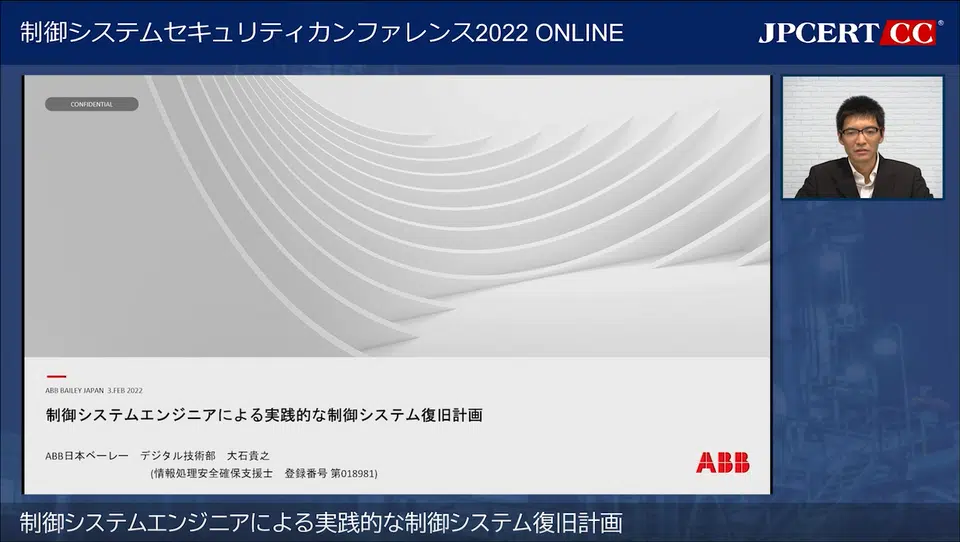 制御システムセキュリティカンファレンス2022 ONLINE
JPCERT CC®
CONFIDENTIAL
ABB BAILEY JAPAN 3.FEB 2022
制御システムエンジニアによる実践的な制御システム復旧計画
ABB日本ベーレー デジタル技術部 大石貴之
(情報処理安全確保支援士 登録番号 第018981)
ABB
制御システムエンジニアによる実践的な制御システム復旧計画